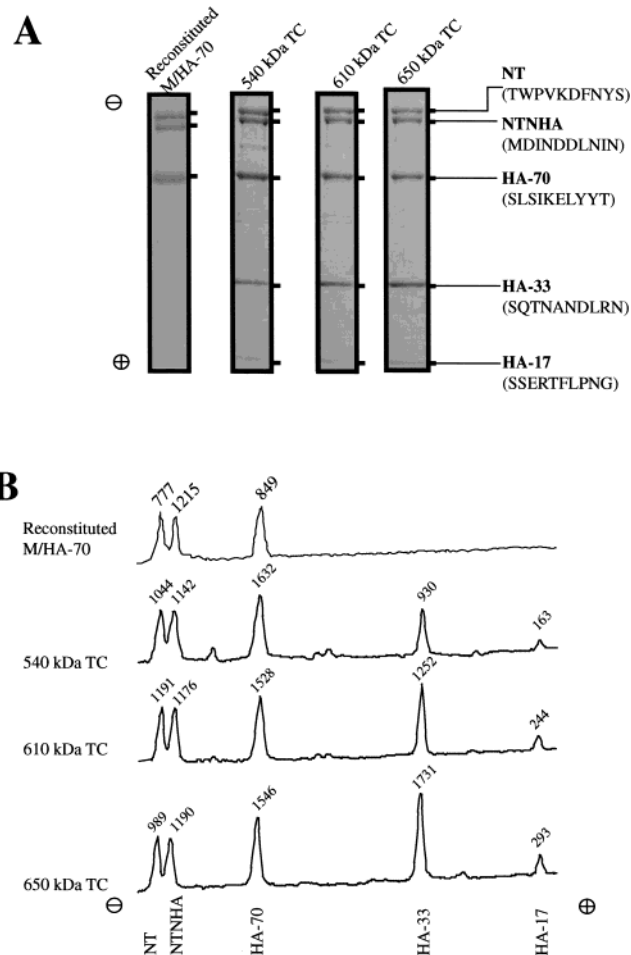 A
Reconstituted
M/HA-70
540 kDa TC
610 kDa TC
650 kDa TC
⊖
⊕
NT
(TWPVKDFNYS)
NTNHA
(MDINDDLNIN)
HA-70
(SLSIKELYYT)
HA-33
(SQTNANDLRN)
HA-17
(SSERTFLPNG)
B
Reconstituted
M/HA-70
777
1215
849
540 kDa TC
1044
1142
1632
930
163
610 kDa TC
1191
1176
1528
1252
244
650 kDa TC
989
1190
1546
1731
293
⊖
⊕
NT
NTNHA
HA-70
HA-33
HA-17